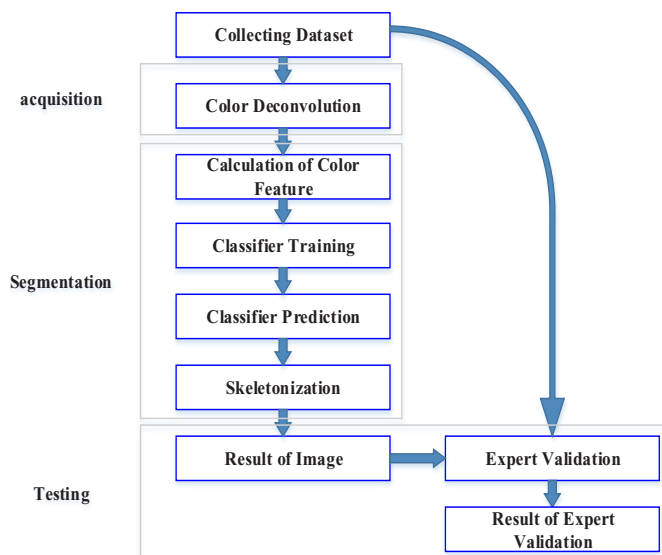 Collecting Dataset
acquisition
Color Deconvolution
Calculation of Color
Feature
Classifier Training
Segmentation
Classifier Prediction
Skeletonization
Result of Image
Expert Validation
Testing
Result of Expert
Validation